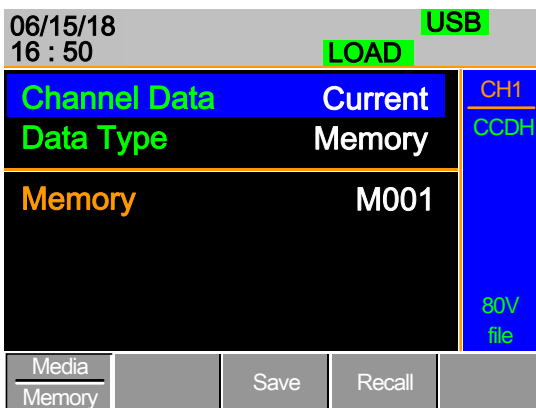 06/15/18 USB
16 : 50 LOAD
Channel Data Current CH1
Data Type Memory CCDH
Memory M001
80V
file
Media
Memory Save Recall